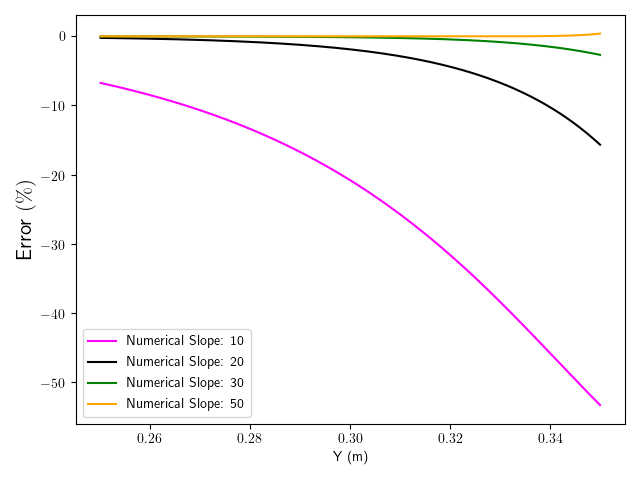 0
−10
−20
−30
−40
−50
Error (%)
Numerical Slope: 10
Numerical Slope: 20
Numerical Slope: 30
Numerical Slope: 50
0.26 0.28 0.30 0.32 0.34
Y (m)